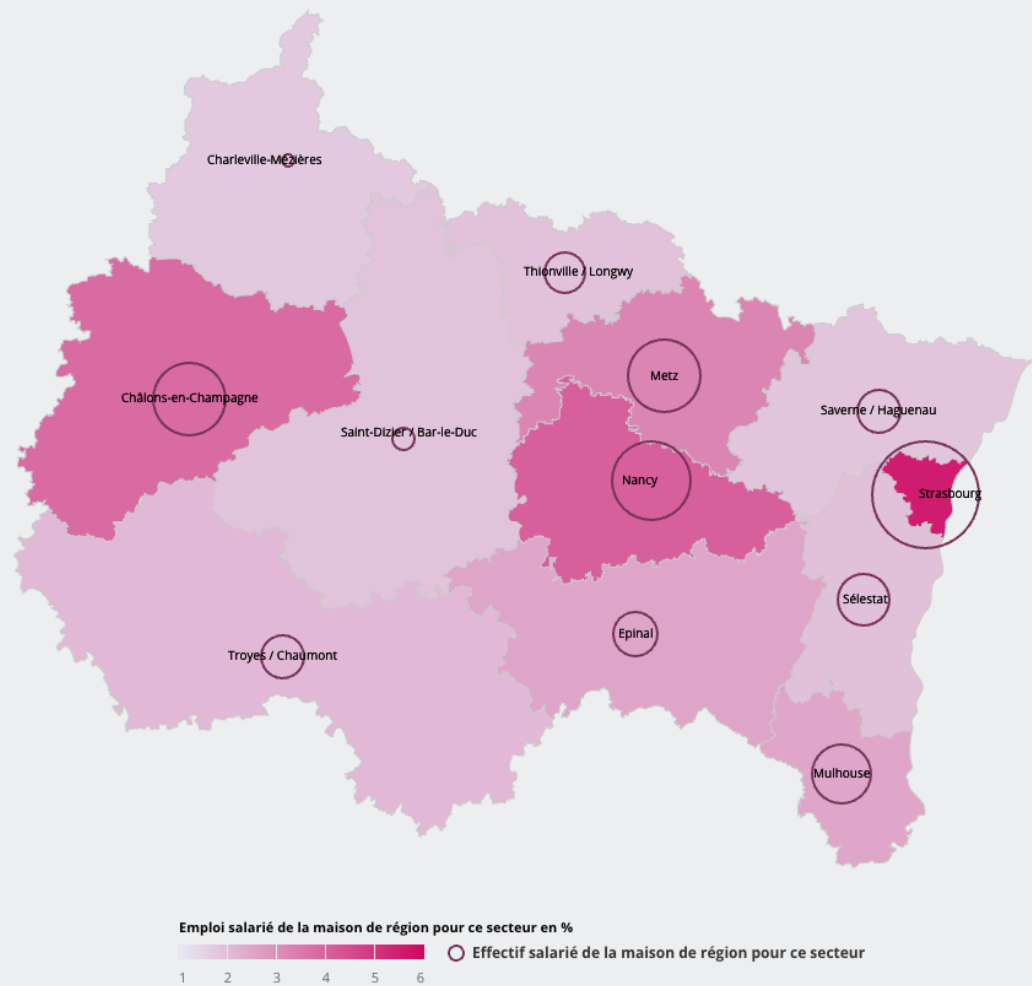 Charleville-Mézières
Thionville / Longwy
Metz
Châlons-en-Champagne
Saverne / Haguenau
Saint-Dizier / Bar-le-Duc
Nancy
Strasbourg
Sélestat
Epinal
Troyes / Chaumont
Mulhouse
Emploi salarié de la maison de région pour ce secteur en %
Effectif salarié de la maison de région pour ce secteur
1 2 3 4 5 6